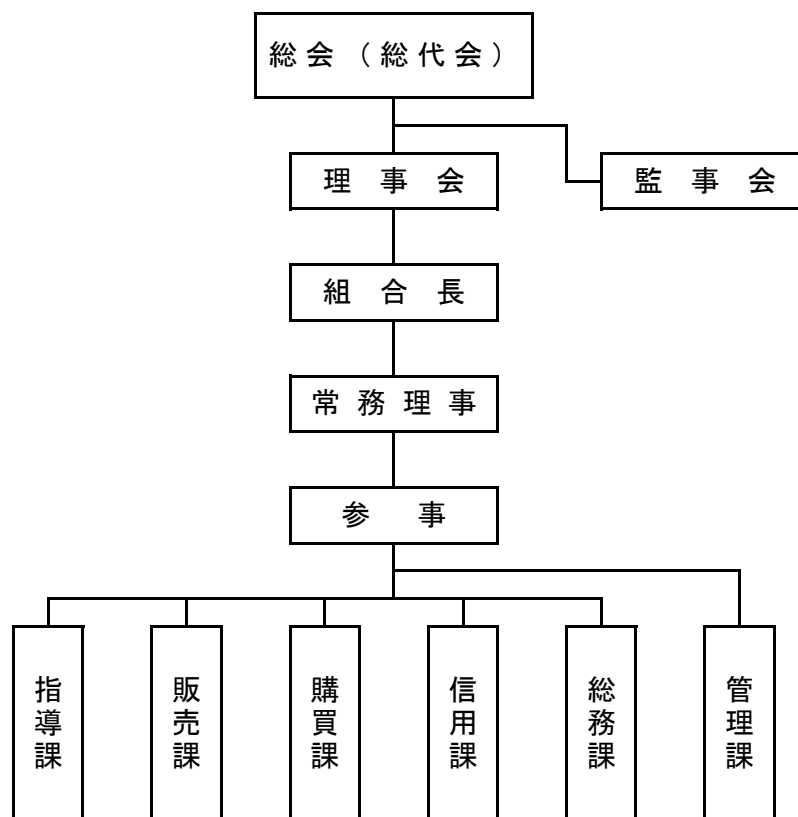 総会（総代会）
理事会
監事会
組合長
常務理事
参事
指導課
販売課
購買課
信用課
総務課
管理課